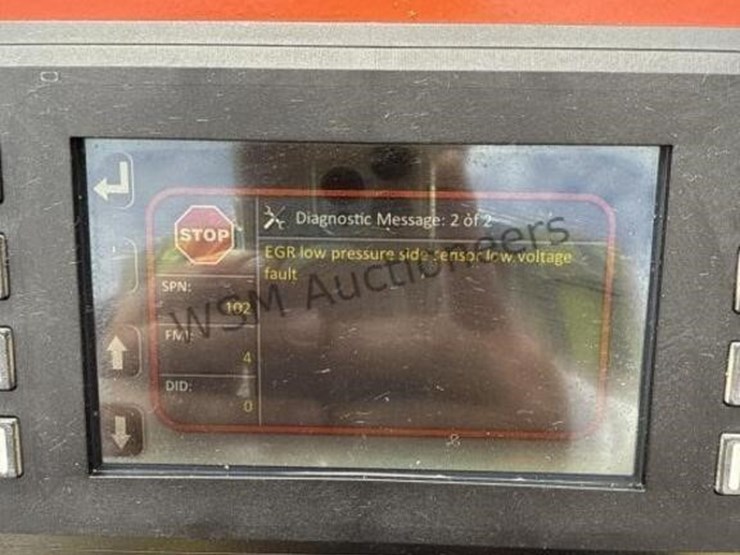 STOP
Diagnostic Message: 2 of 2
EGR low pressure side sensor low voltage
fault
SPN:
102
FMI:
4
DID:
0
WSM Auctioneers